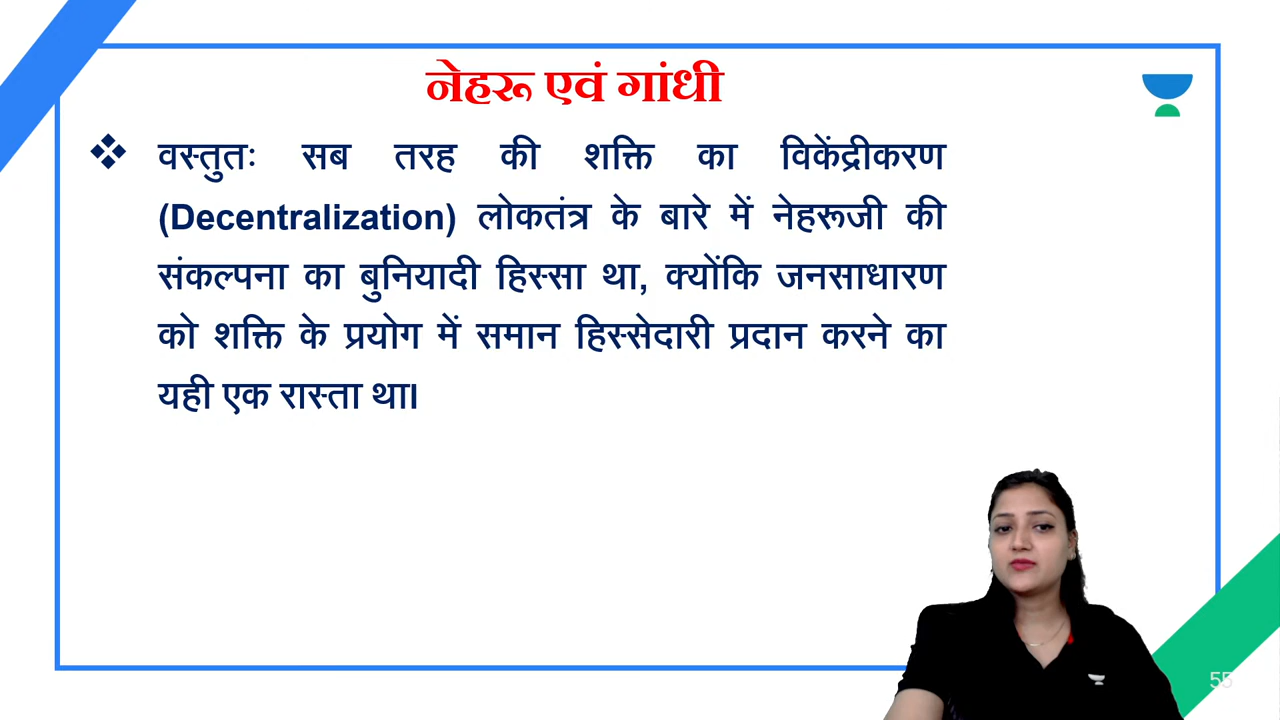 नेहरू एवं गांधी
वस्तुतः सब तरह की शक्ति का विकेंद्रीकरण
(Decentralization) लोकतंत्र के बारे में नेहरूजी की
संकल्पना का बुनियादी हिस्सा था, क्योंकि जनसाधारण
को शक्ति के प्रयोग में समान हिस्सेदारी प्रदान करने का
यही एक रास्ता था।
55